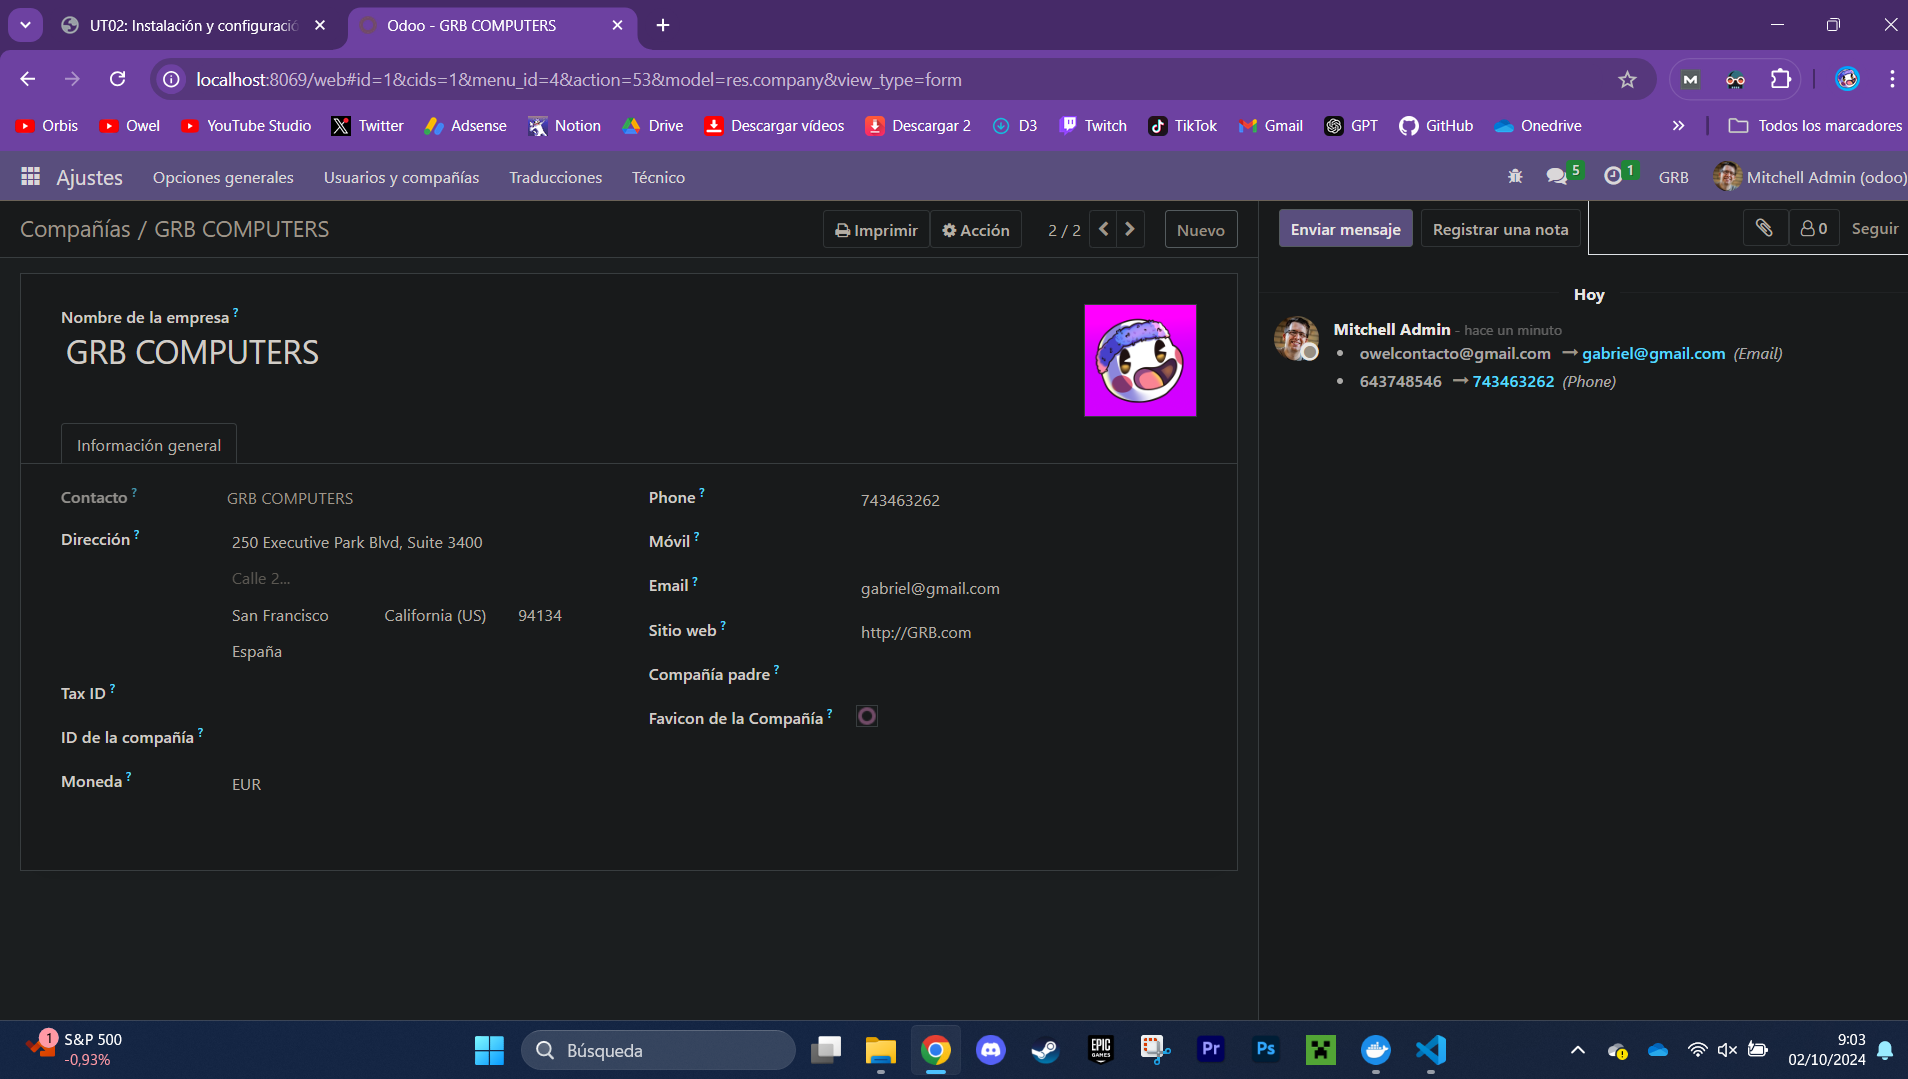 UT02: Instalación y configuració
Odoo - GRB COMPUTERS
localhost:8069/web#id=1&cids=1&menu_id=4&action=53&model=res.company&view_type=form
Orbis
Owel
YouTube Studio
Twitter
Adsense
Notion
Drive
Descargar vídeos
Descargar 2
D3
Twitch
TikTok
Gmail
GPT
GitHub
Onedrive
Todos los marcadores
Ajustes
Opciones generales
Usuarios y compañías
Traducciones
Técnico
5
1
GRB
Mitchell Admin (odoo)
Compañías / GRB COMPUTERS
Imprimir
Acción
2 / 2
Nuevo
Enviar mensaje
Registrar una nota
0
Seguir
Nombre de la empresa ?
GRB COMPUTERS
Información general
Contacto ?
GRB COMPUTERS
Dirección ?
250 Executive Park Blvd, Suite 3400
Calle 2...
San Francisco
California (US)
94134
España
Tax ID ?
ID de la compañía ?
Moneda ?
EUR
Phone ?
743463262
Móvil ?
Email ?
gabriel@gmail.com
Sitio web ?
http://GRB.com
Compañía padre ?
Favicon de la Compañía ?
Hoy
Mitchell Admin - hace un minuto
owelcontacto@gmail.com → gabriel@gmail.com (Email)
643748546 → 743463262 (Phone)
1
S&P 500
-0,93%
Búsqueda
EPIC GAMES
Pr
Ps
9:03
02/10/2024